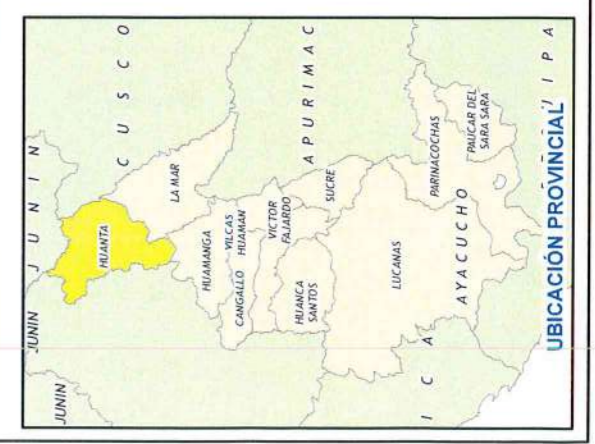 JUNIN
JUNIN
JUNIN
CUSCO
HUANTA
LA MAR
APURIMAC
HUAMANGA
VILCAS
HUAMAN
CANGALLO
VICTOR
FAJARDO
SUCRE
HUANCA
SANTOS
LUCANAS
PARINACOCHAS
PAUCAR DEL
SARA SARA
AYACUCHO
ICA
UBICACIÓN PROVINCIAL